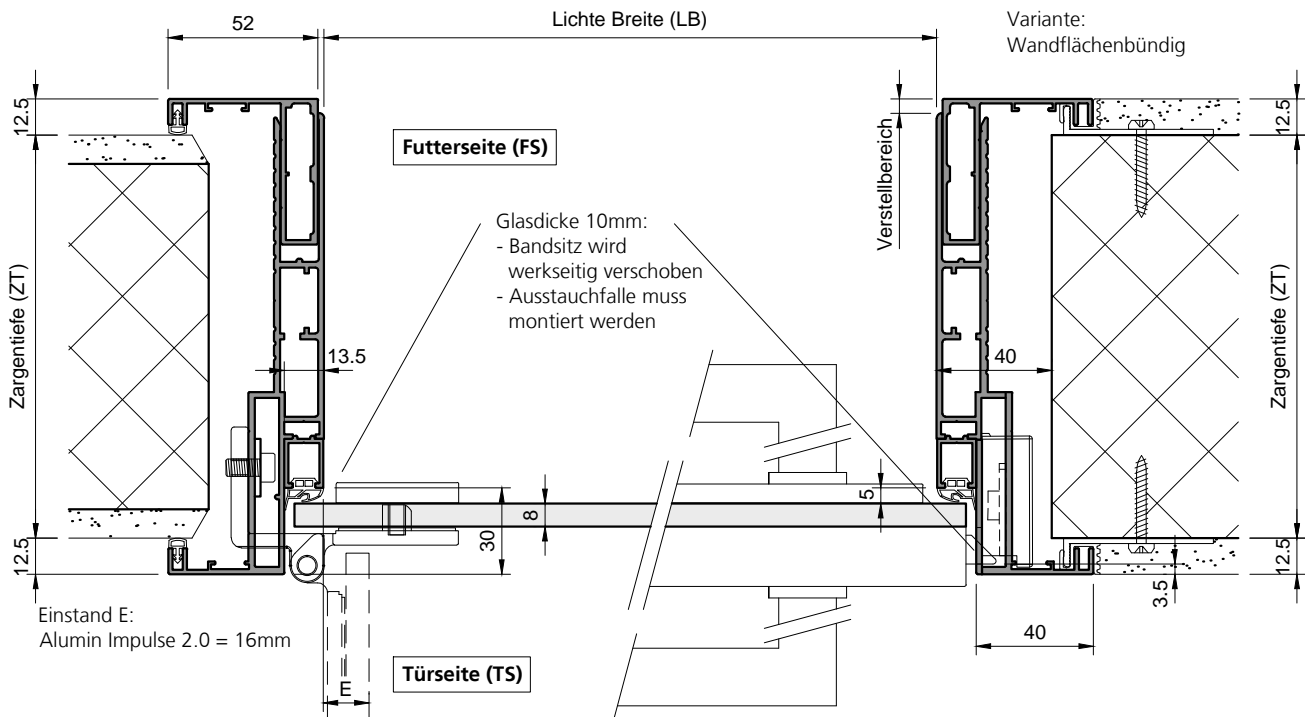 52
Lichte Breite (LB)
Variante:
Wandflächenbündig
12.5
12.5
Futterseite (FS)
Verstellbereich
Glasdicke 10mm:
- Bandsitz wird
werkseitig verschoben
- Ausstauchfalle muss
montiert werden
Zargentiefe (ZT)
Zargentiefe (ZT)
13.5
40
5
8
30
12.5
12.5
3.5
Einstand E:
Alumin Impulse 2.0 = 16mm
40
Türseite (TS)
E